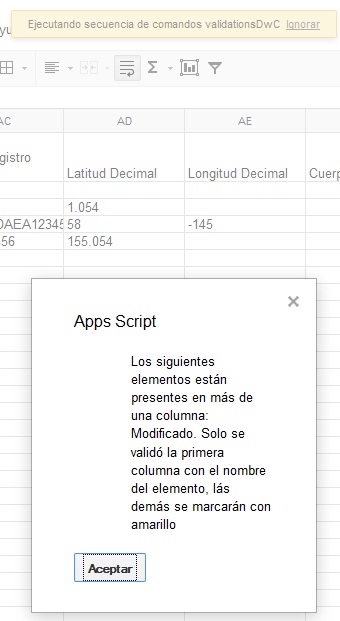 Ejecutando secuencia de comandos validationsDwC Ignorar
yu
Σ
AC AD AE
gistro
Latitud Decimal Longitud Decimal Cuerp
1.054
DAEA12345 58 -145
456 155.054
×
Apps Script
Los siguientes
elementos están
presentes en más de
una columna:
Modificado. Solo se
validó la primera
columna con el nombre
del elemento, lás
demás se marcarán con
amarillo
Aceptar